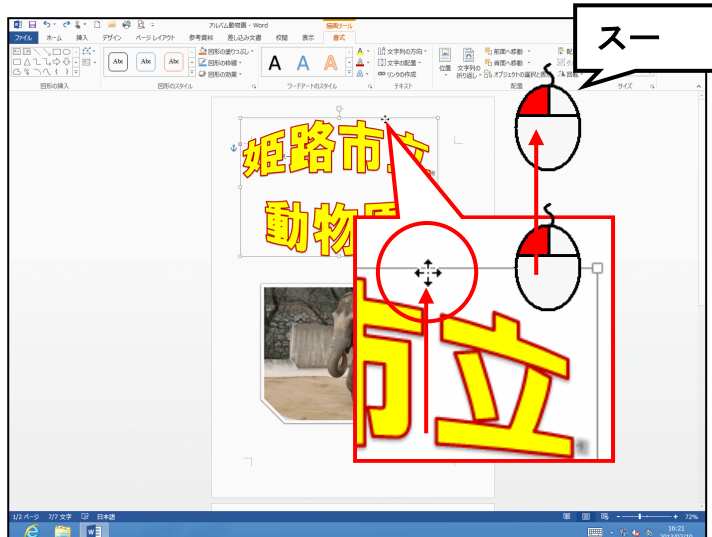 スー
アルバム動物園 - Word
描画ツール
ファイル ホーム 挿入 デザイン ページ レイアウト 参考資料 差し込み文書 校閲 表示 書式
Abc Abc Abc
図形の塗りつぶし
図形の枠線
図形の効果
A A A
文字列の方向
文字の配置
リンクの作成
位置 文字列の折り返し
前面へ移動
背面へ移動
オブジェクトの選択と表示
図形の挿入 図形のスタイル ワードアートのスタイル テキスト 配置 サイズ
姫路市立
動物園
市立
1/2 ページ 7/7 文字 日本語
72%
16:21